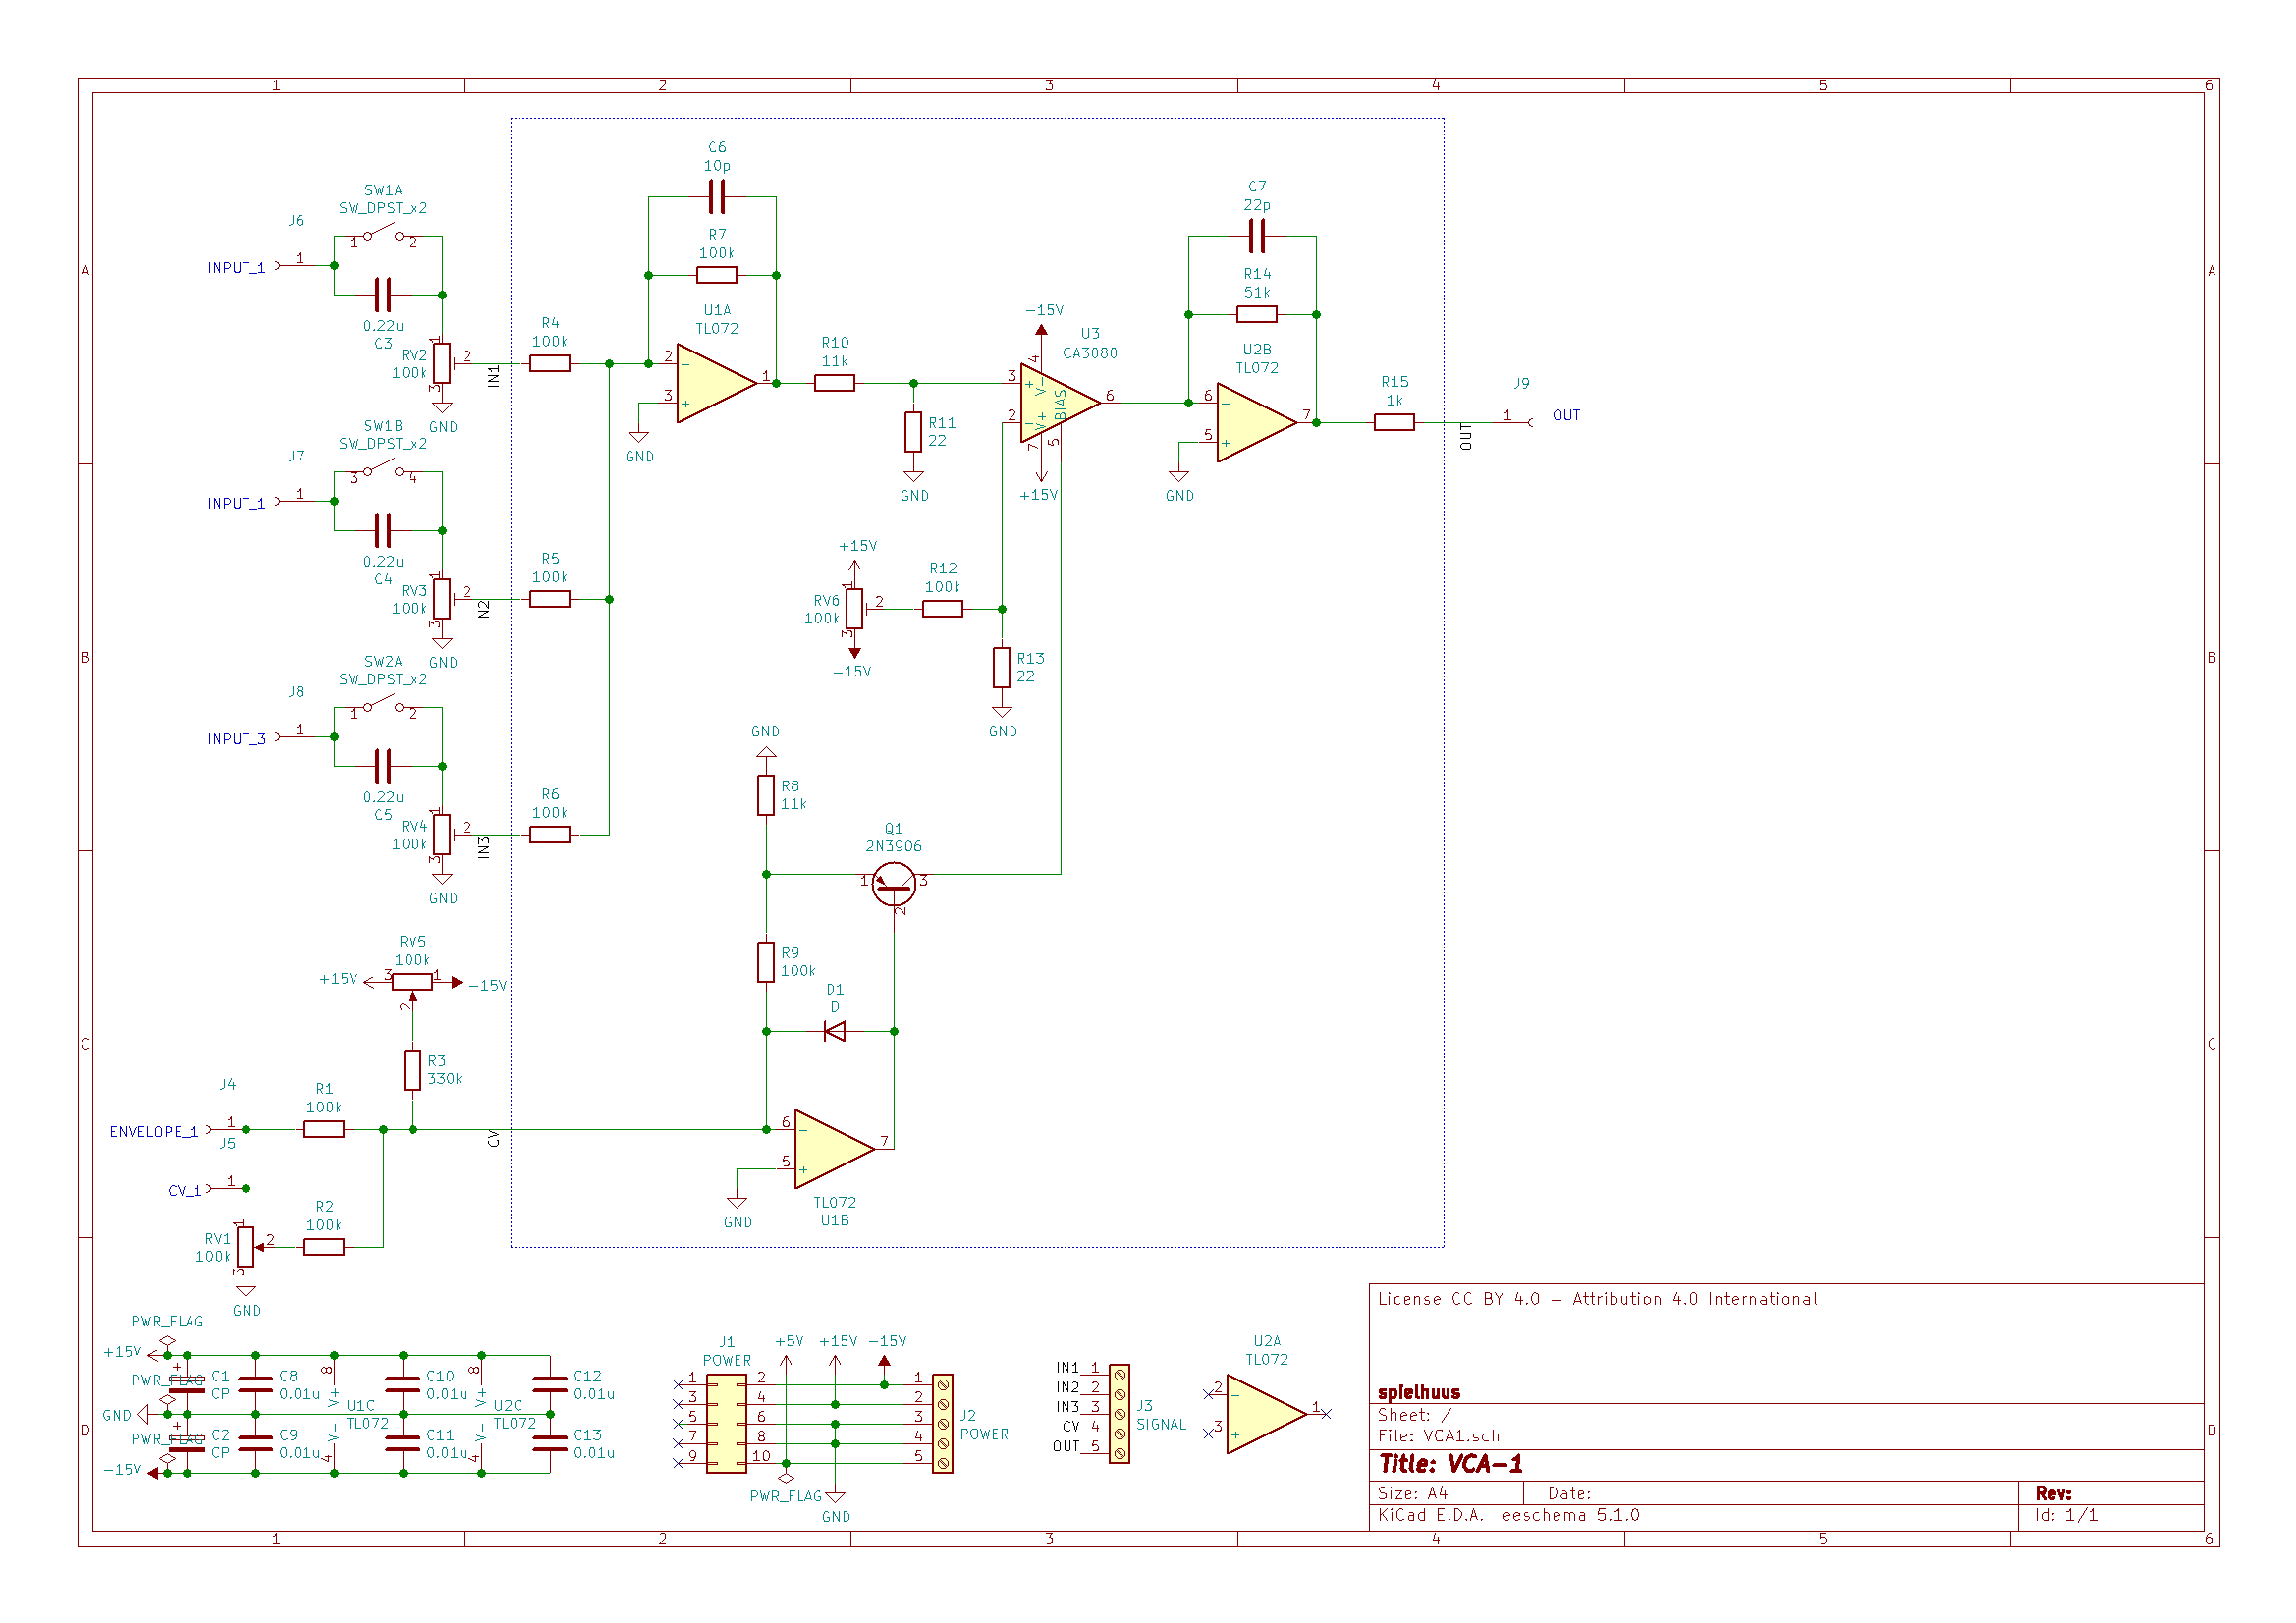 1 2 3 4 5 6
A A
B B
C C
D D
C6
10p
SW1A
SW_DPST_x2
J6
INPUT_1 1
1 2
0.22u
C3
RV2
100k
1 2 3
GND
IN1
R4
100k
R7
100k
U1A
TL072
2 − 3 + 1
GND
R10
11k
R11
22
GND
−15V
U3
CA3080
3 + 2 − 4 V− 7 V+ 5 BIAS 6
+15V
C7
22p
R14
51k
U2B
TL072
6 − 5 + 7
GND
R15
1k
OUT
J9
1 OUT
SW1B
SW_DPST_x2
J7
INPUT_1 1
3 4
0.22u
C4
RV3
100k
1 2 3
GND
IN2
R5
100k
+15V
RV6
100k
1 2 3
−15V
R12
100k
R13
22
GND
SW2A
SW_DPST_x2
J8
INPUT_3 1
1 2
0.22u
C5
RV4
100k
1 2 3
GND
IN3
R6
100k
GND
R8
11k
Q1
2N3906
1 2 3
R9
100k
D1
D
RV5
100k
+15V 3 2 1 −15V
R3
330k
J4
ENVELOPE_1 1
J5
CV_1 1
R1
100k
R2
100k
RV1
100k
1 2 3
GND
CV
6 − 5 + 7
GND
TL072
U1B
PWR_FLAG
+15V
PWR_FLAG
GND
PWR_FLAG
−15V
+ C1
CP
+ C2
CP
C8
0.01u
C9
0.01u
8 V+ V− 4
U1C
TL072
C10
0.01u
C11
0.01u
8 V+ V− 4
U2C
TL072
C12
0.01u
C13
0.01u
J1
POWER
+5V +15V −15V
1 2 1
3 4 2
5 6 3
7 8 4
9 10 5
J2
POWER
PWR_FLAG
GND
IN1 1
IN2 2
IN3 3
CV 4
OUT 5
J3
SIGNAL
U2A
TL072
2 − 3 + 1
License CC BY 4.0 − Attribution 4.0 International
spielhuus
Sheet: /
File: VCA1.sch
Title: VCA−1
Size: A4 Date: Rev:
KiCad E.D.A. eeschema 5.1.0 Id: 1/1
1 2 3 4 5 6